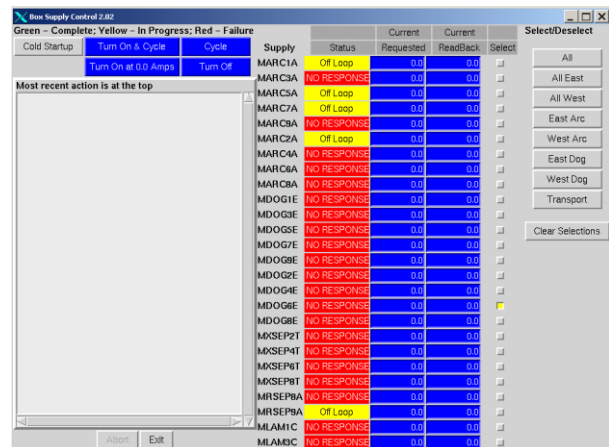 Box Supply Control 2.02
Green – Complete; Yellow – In Progress; Red – Failure
Cold Startup Turn On & Cycle Cycle
Turn On at 0.0 Amps Turn Off
Most recent action is at the top
Abort Exit
Current Current
Supply Status Requested ReadBack Select
MARC1A Off Loop 0.0 0.0
MARC3A NO RESPONSE 0.0 0.0
MARC5A Off Loop 0.0 0.0
MARC7A Off Loop 0.0 0.0
MARC9A NO RESPONSE 0.0 0.0
MARC2A Off Loop 0.0 0.0
MARC4A NO RESPONSE 0.0 0.0
MARC6A NO RESPONSE 0.0 0.0
MARC8A NO RESPONSE 0.0 0.0
MDOG1E NO RESPONSE 0.0 0.0
MDOG3E NO RESPONSE 0.0 0.0
MDOG5E NO RESPONSE 0.0 0.0
MDOG7E NO RESPONSE 0.0 0.0
MDOG9E NO RESPONSE 0.0 0.0
MDOG2E NO RESPONSE 0.0 0.0
MDOG4E NO RESPONSE 0.0 0.0
MDOG6E NO RESPONSE 0.0 0.0
MDOG8E NO RESPONSE 0.0 0.0
MXSEP2T NO RESPONSE 0.0 0.0
MXSEP4T NO RESPONSE 0.0 0.0
MXSEP6T NO RESPONSE 0.0 0.0
MXSEP8T NO RESPONSE 0.0 0.0
MRSEP8A NO RESPONSE 0.0 0.0
MRSEP9A Off Loop 0.0 0.0
MLAM1C NO RESPONSE 0.0 0.0
MLAM3C NO RESPONSE 0.0 0.0
Select/Deselect
All
All East
All West
East Arc
West Arc
East Dog
West Dog
Transport
Clear Selections